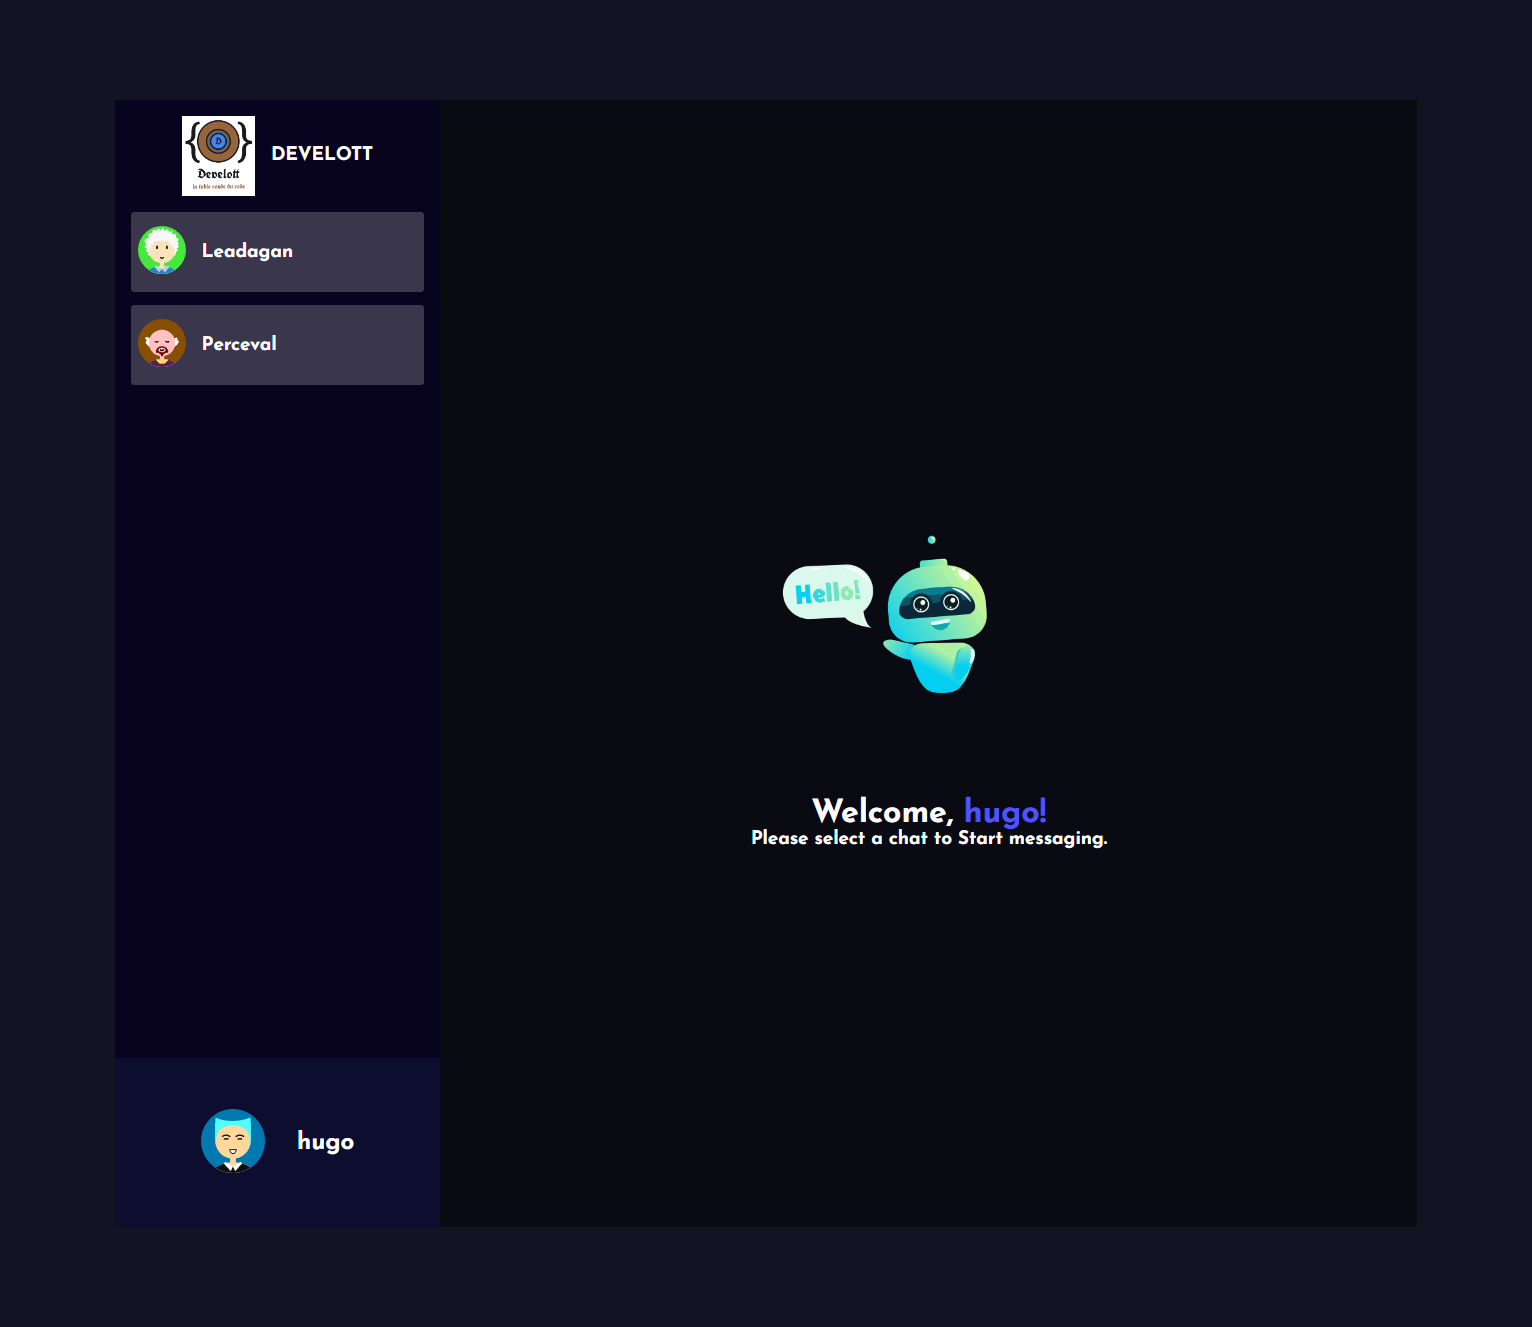 D
Develott
la table ronde du code
DEVELOTT
Leadagan
Perceval
Hello!
Welcome, hugo!
Please select a chat to Start messaging.
hugo